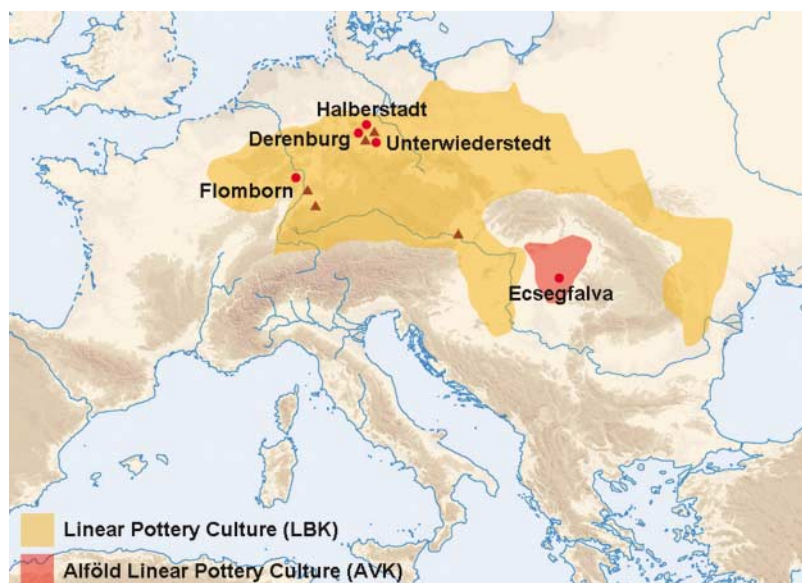 Halberstadt
Derenburg
Unterwiederstedt
Flomborn
Ecsegfalva
Linear Pottery Culture (LBK)
Alföld Linear Pottery Culture (AVK)